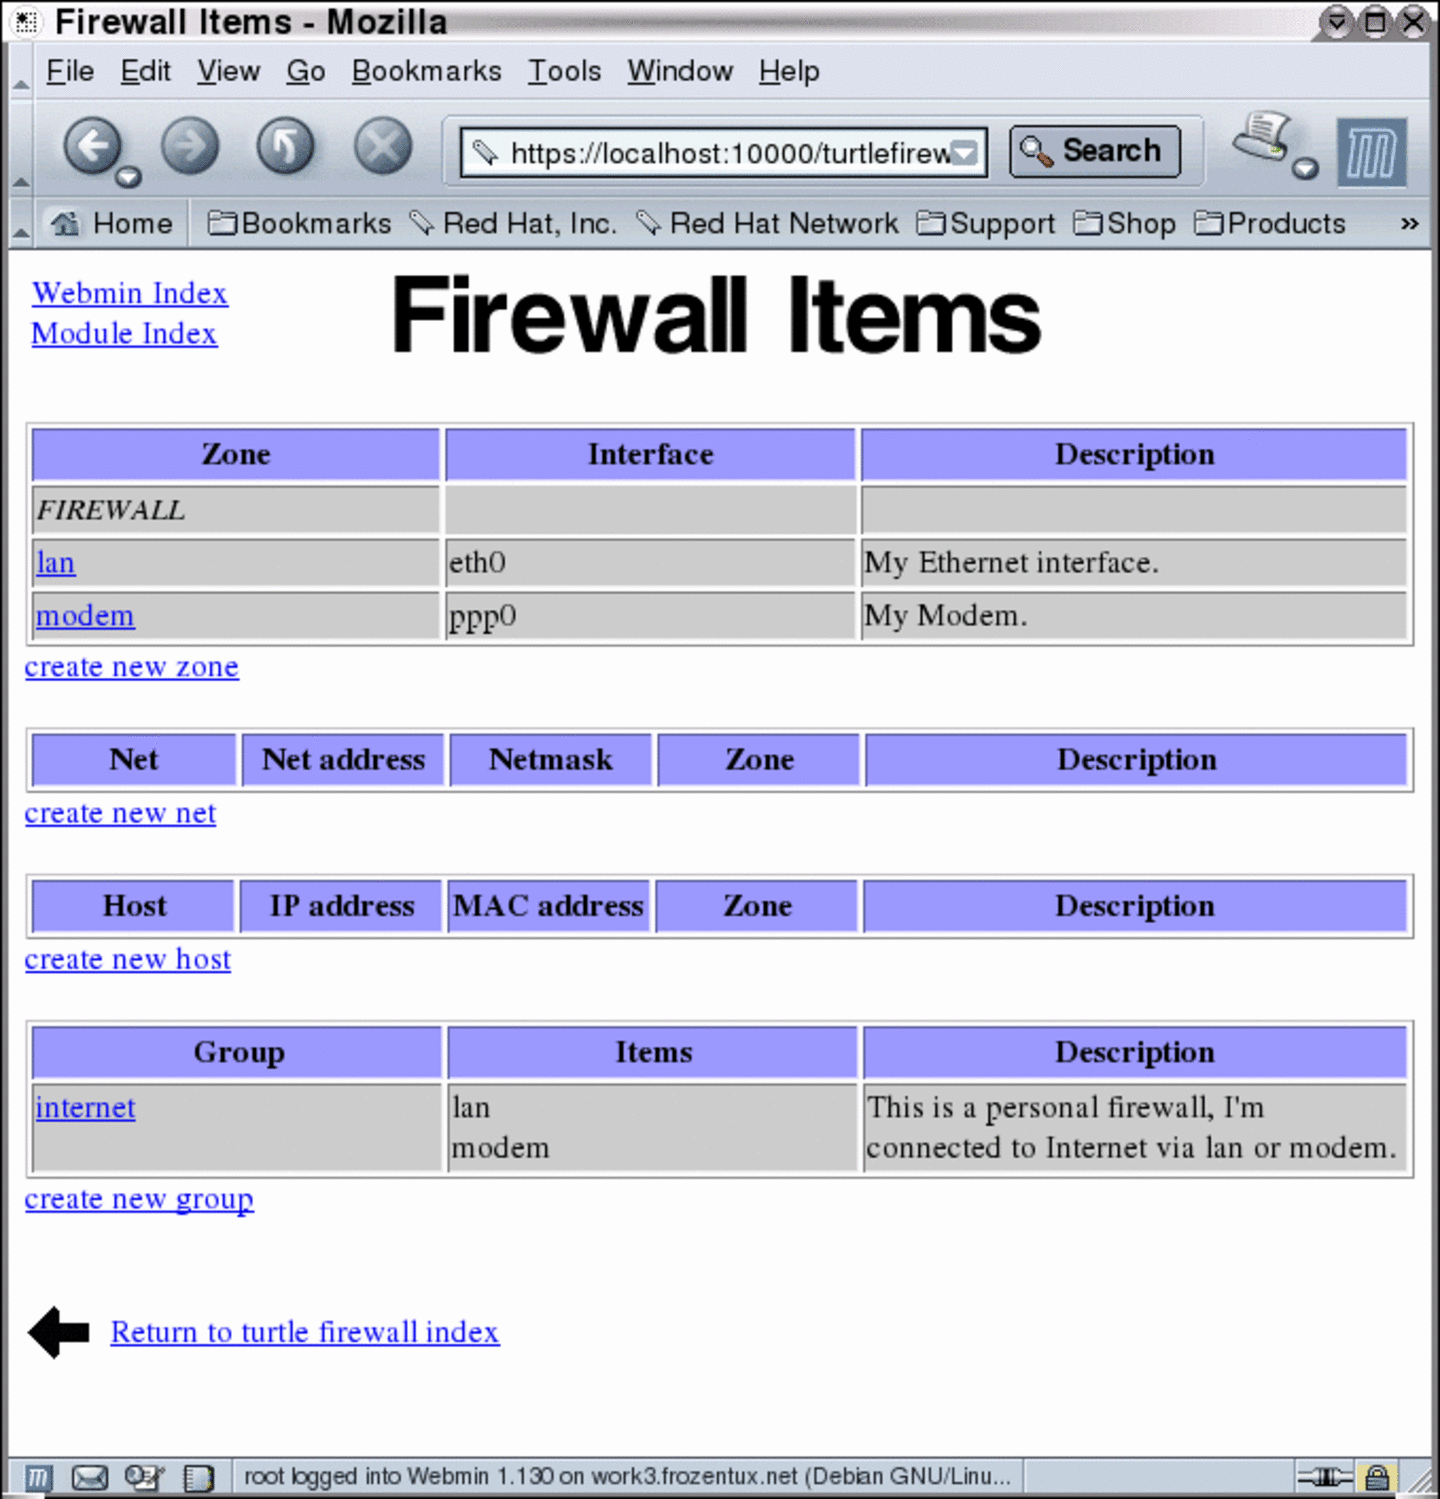 Firewall Items - Mozilla
File Edit View Go Bookmarks Tools Window Help
https://localhost:10000/turtlefirew Search
Home Bookmarks Red Hat, Inc. Red Hat Network Support Shop Products »
Webmin Index
Module Index
Firewall Items
Zone Interface Description
FIREWALL
lan eth0 My Ethernet interface.
modem ppp0 My Modem.
create new zone
Net Net address Netmask Zone Description
create new net
Host IP address MAC address Zone Description
create new host
Group Items Description
internet lan This is a personal firewall, I'm
modem connected to Internet via lan or modem.
create new group
Return to turtle firewall index
root logged into Webmin 1.130 on work3.frozentux.net (Debian GNU/Linu...